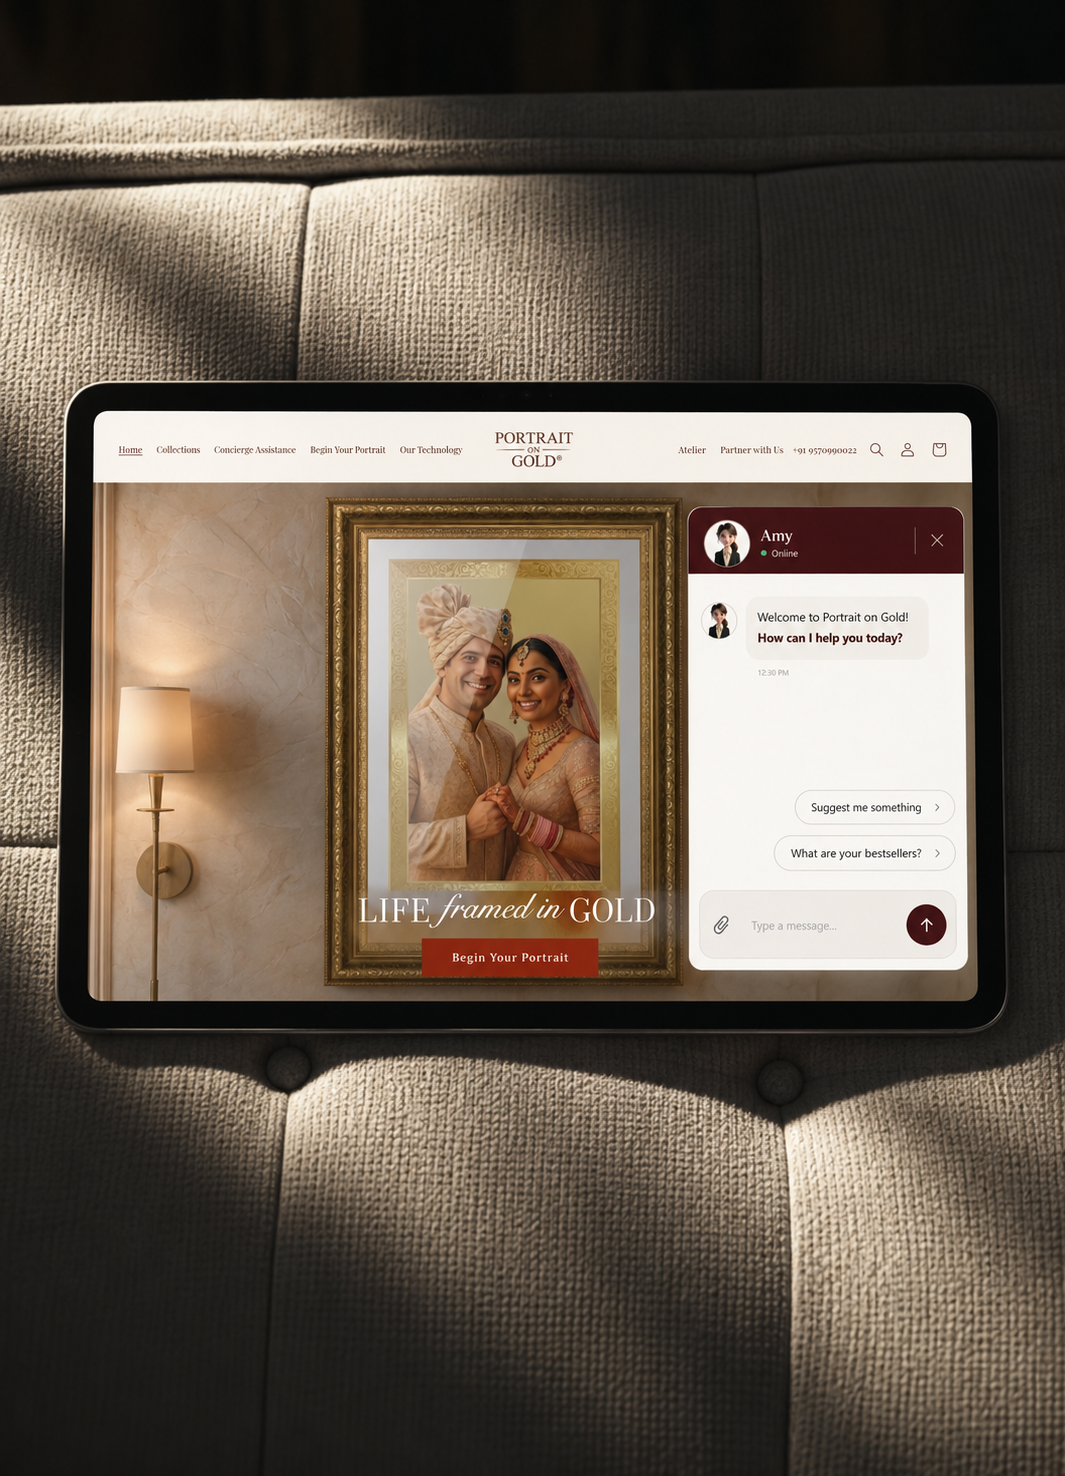 Home Collections Concierge Assistance Begin Your Portrait Our Technology
PORTRAIT
ON
GOLD®
Atelier Partner with Us +91 9570990022
Amy
Online
Welcome to Portrait on Gold!
How can I help you today?
12:30 PM
Suggest me something
What are your bestsellers?
Type a message...
LIFE framed in GOLD
Begin Your Portrait